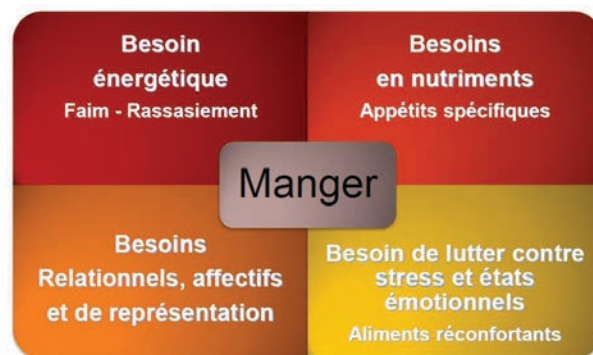 Besoin
énergétique
Faim - Rassasiement
Besoins
en nutriments
Appétits spécifiques
Manger
Besoins
Relationnels, affectifs
et de représentation
Besoin de lutter contre
stress et états
émotionnels
Aliments réconfortants